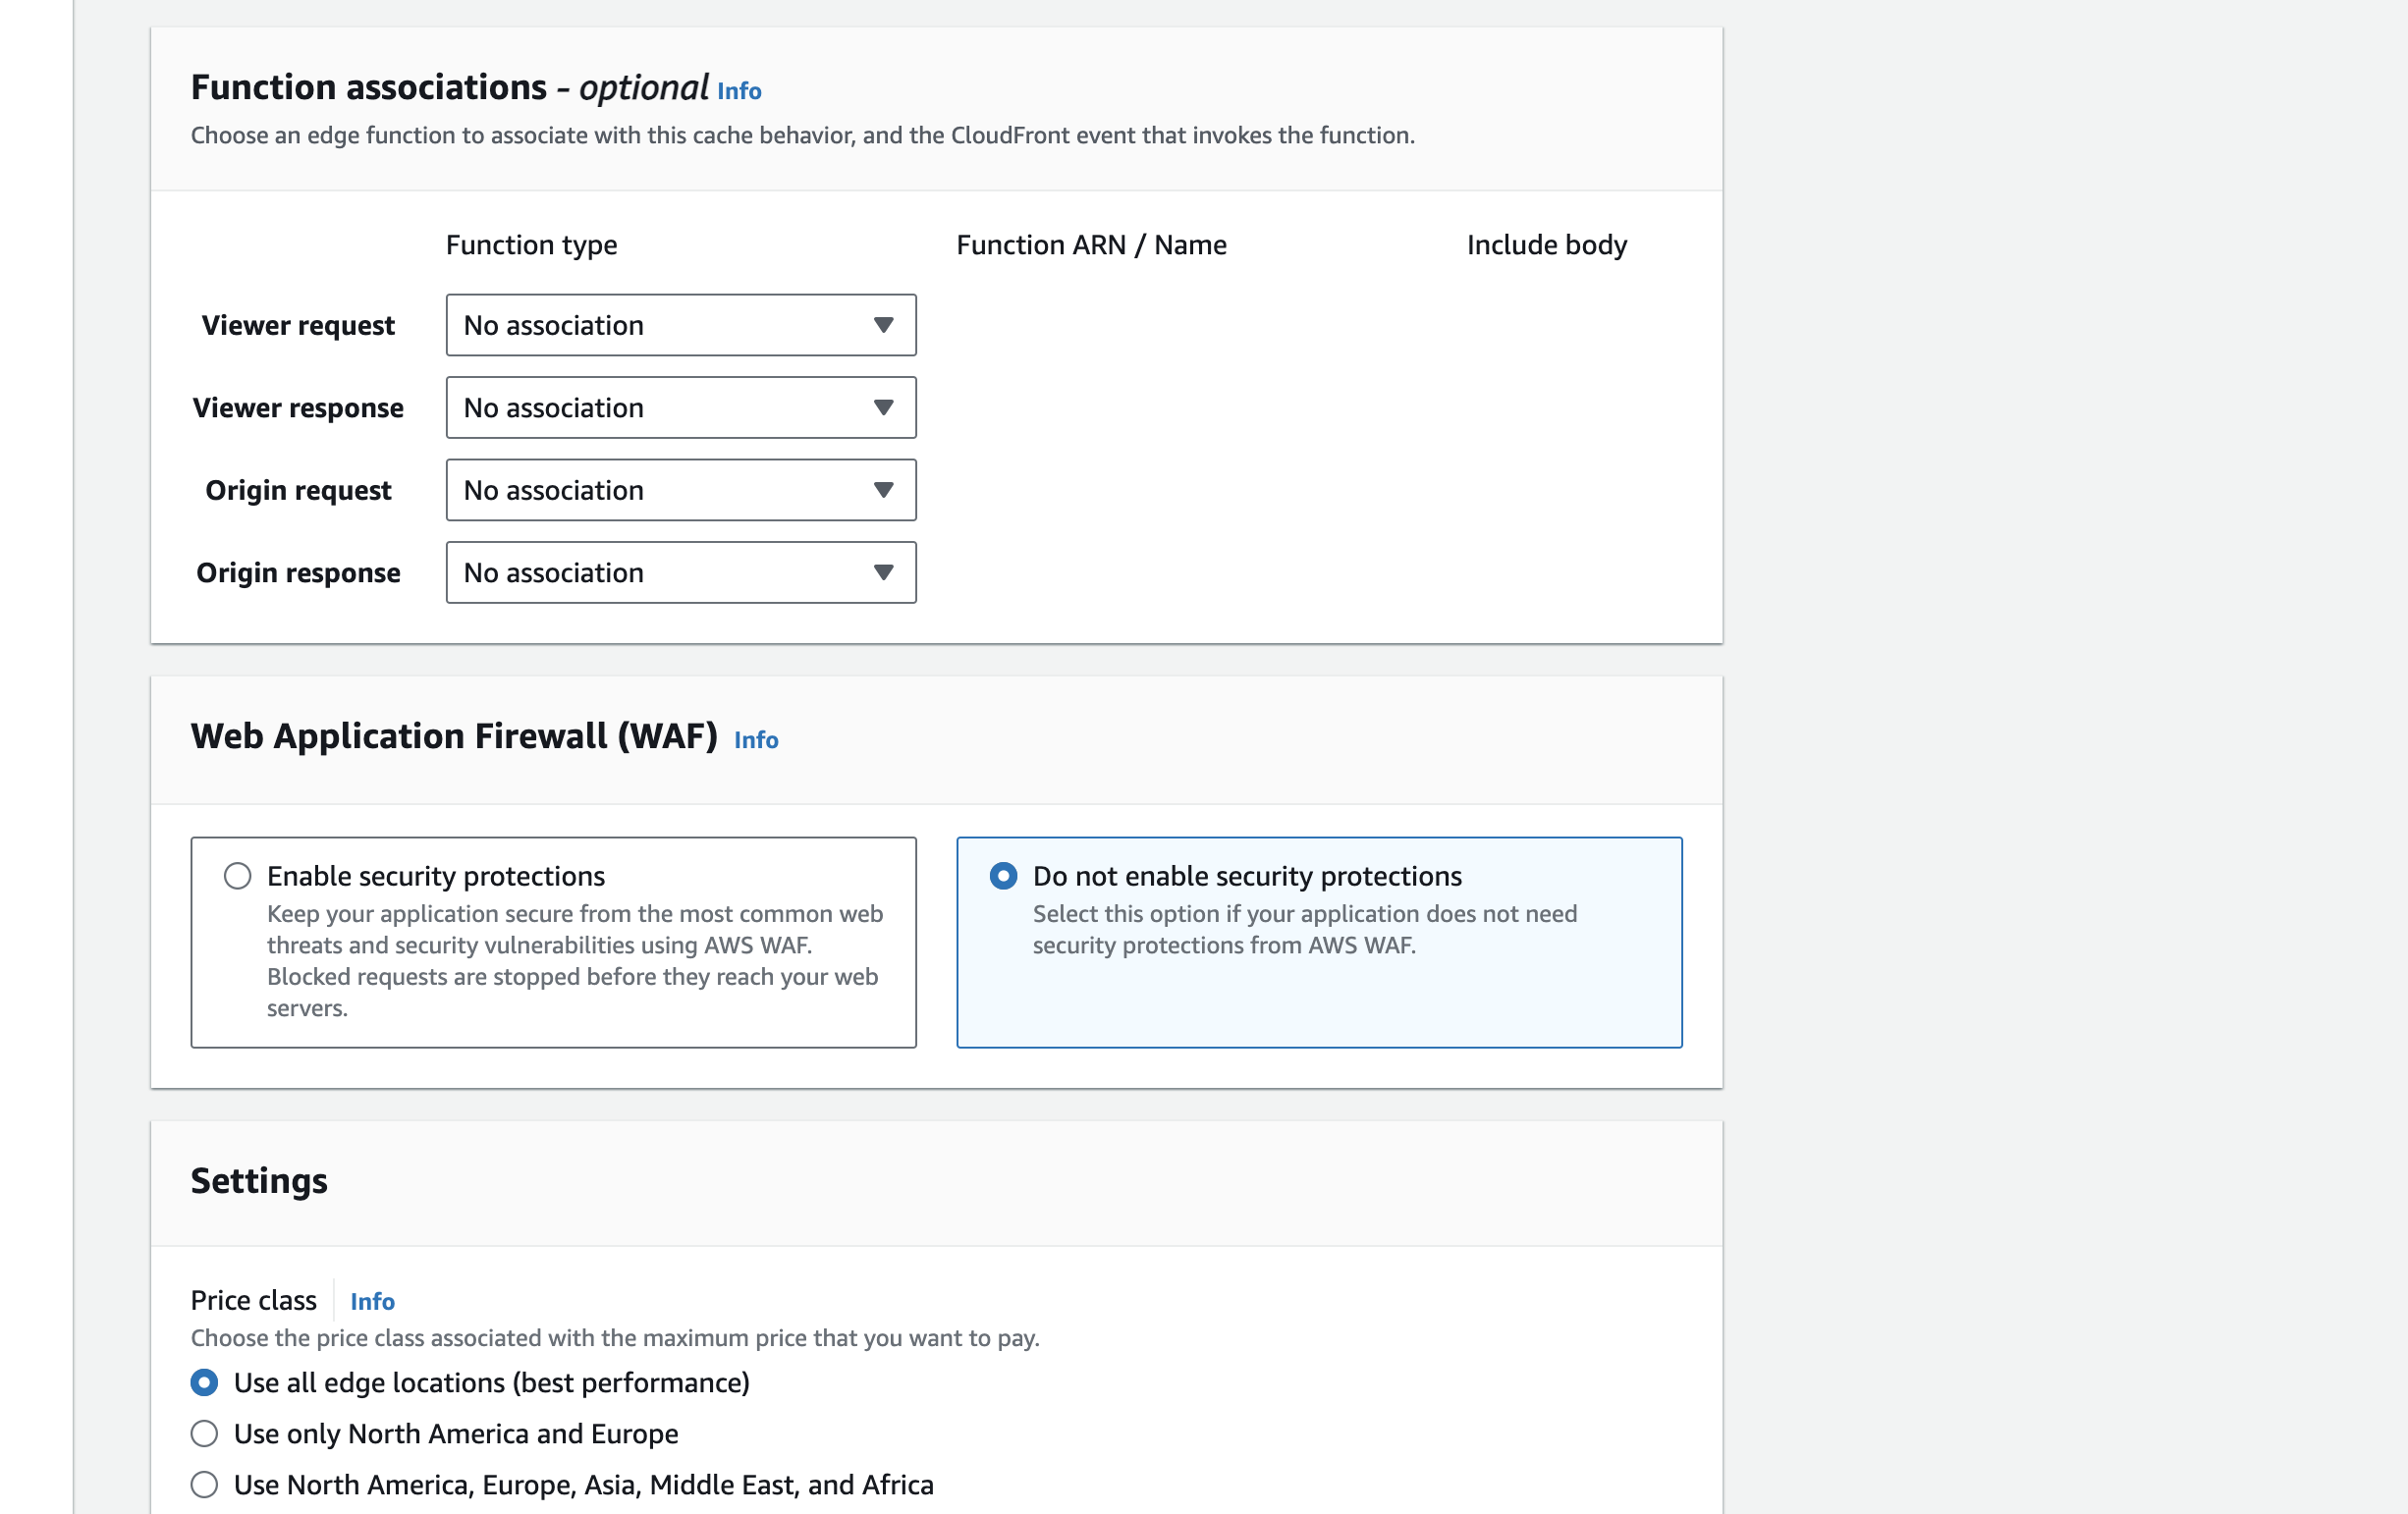 Function associations - optional Info
Choose an edge function to associate with this cache behavior, and the CloudFront event that invokes the function.
Function type Function ARN / Name Include body
Viewer request No association
Viewer response No association
Origin request No association
Origin response No association
Web Application Firewall (WAF) Info
Enable security protections
Keep your application secure from the most common web
threats and security vulnerabilities using AWS WAF.
Blocked requests are stopped before they reach your web
servers.
Do not enable security protections
Select this option if your application does not need
security protections from AWS WAF.
Settings
Price class Info
Choose the price class associated with the maximum price that you want to pay.
Use all edge locations (best performance)
Use only North America and Europe
Use North America, Europe, Asia, Middle East, and Africa